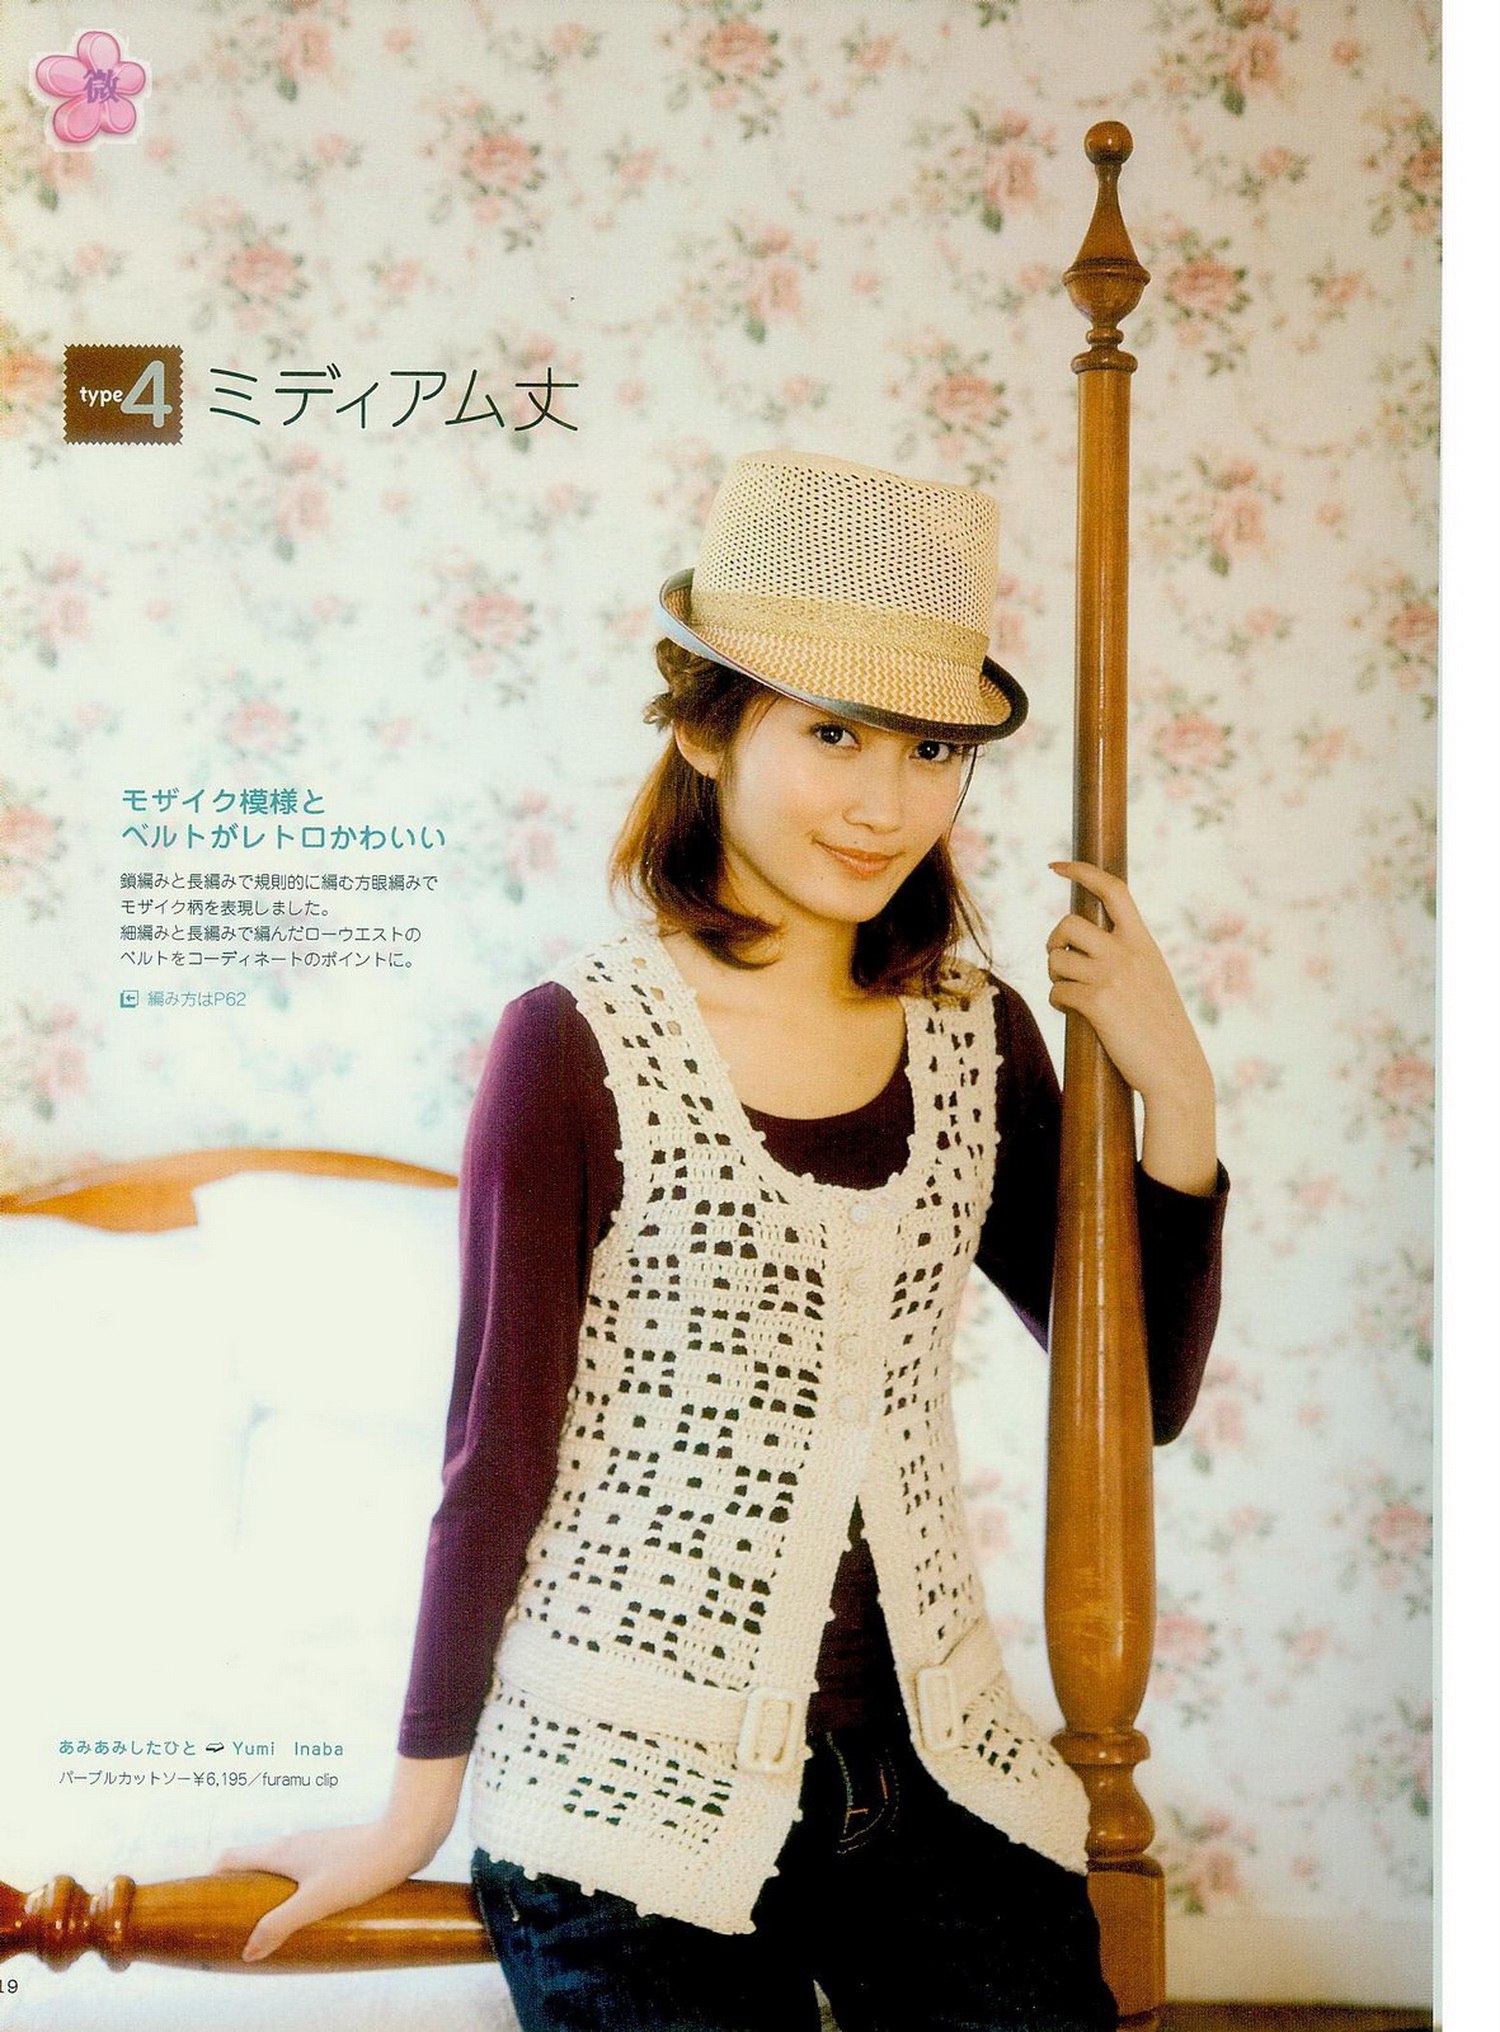 微
type4 ミディアム丈
モザイク模様と
ベルトがレトロかわいい
鎖編みと長編みで規則的に編む方眼編みで
モザイク柄を表現しました。
細編みと長編みで編んだローウエストの
ベルトをコーディネートのポイントに。
編み方はP62
あみあみしたひと Yumi Inaba
パープルカットソー¥6,195/furamu clip
19